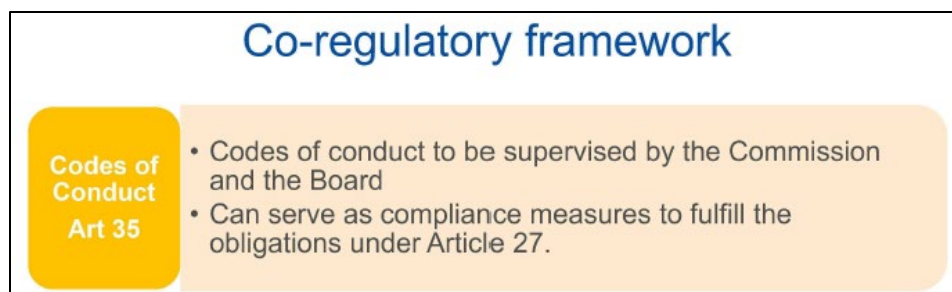 Co-regulatory framework
Codes of
Conduct
Art 35
• Codes of conduct to be supervised by the Commission
and the Board
• Can serve as compliance measures to fulfill the
obligations under Article 27.